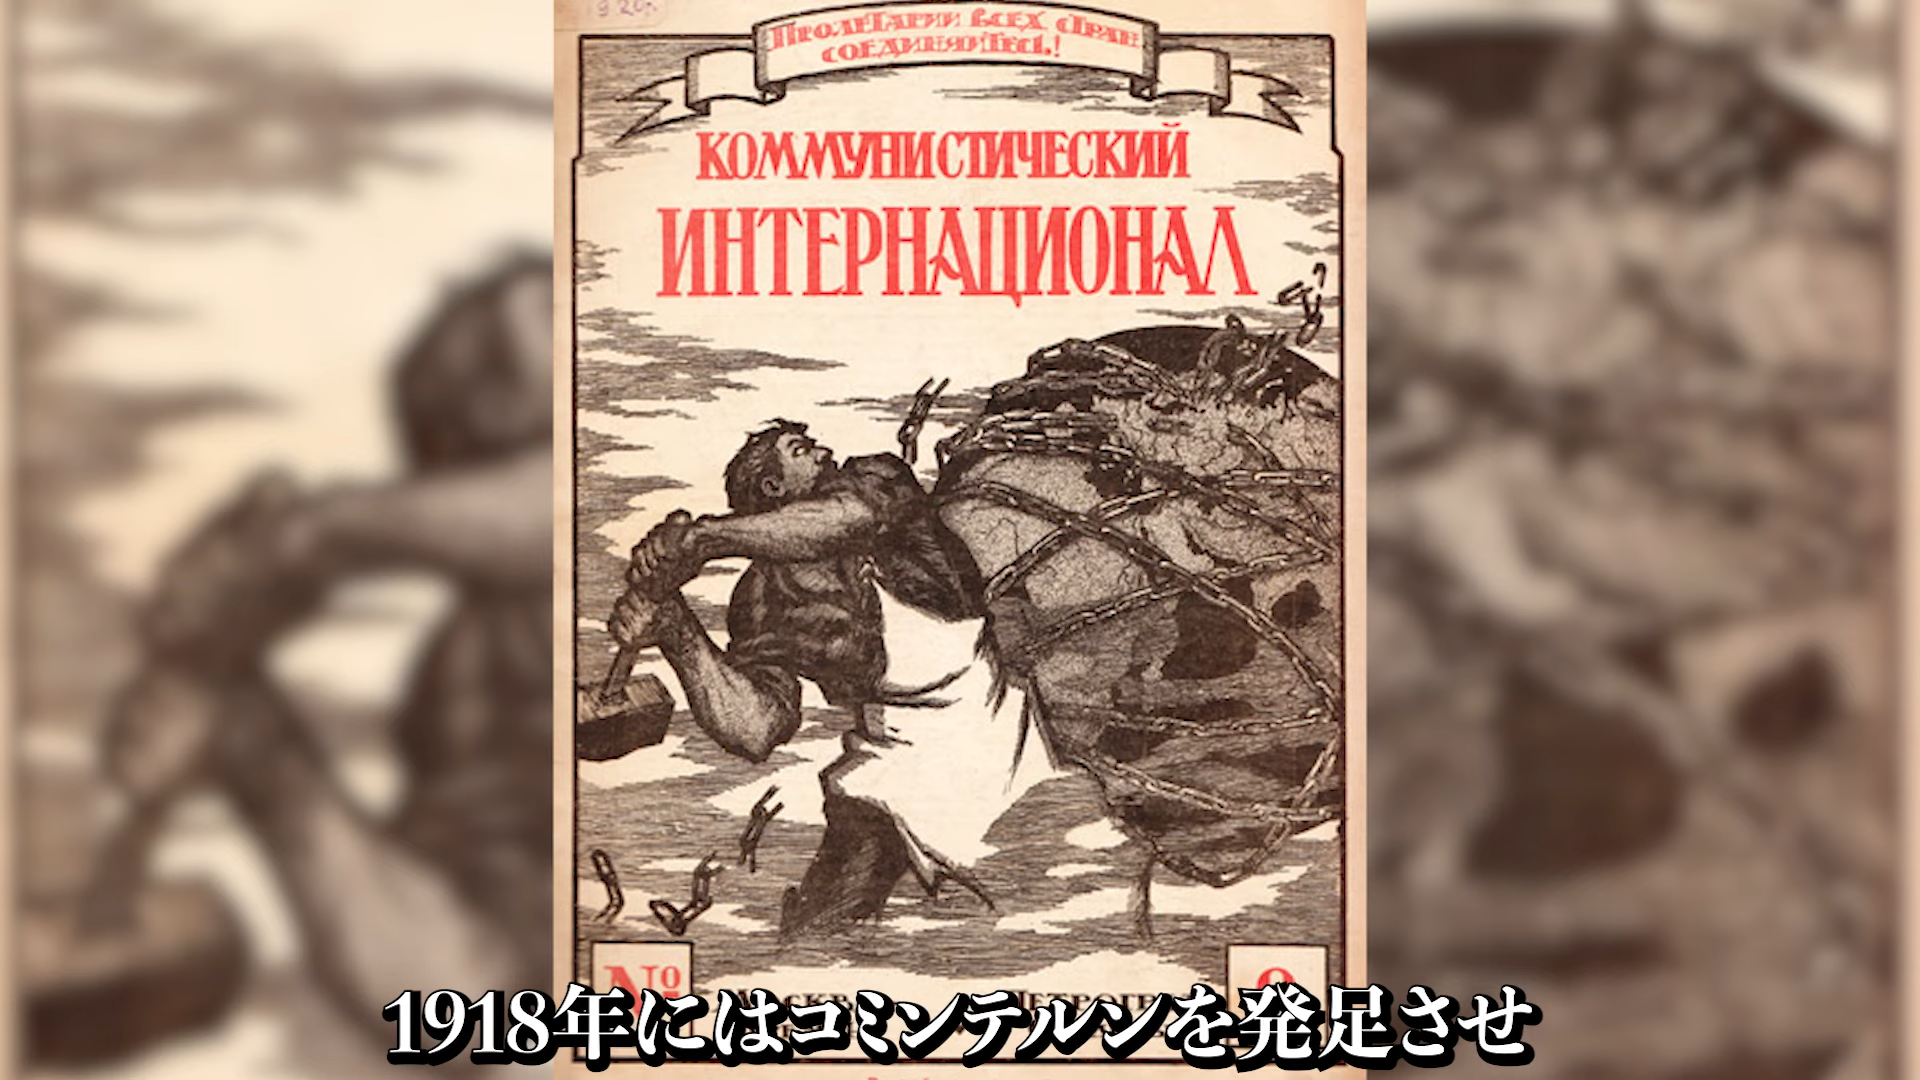 1920г.
Пролетарии всех стран
соединяйтесь!
КОММУНИСТИЧЕСКИЙ
ИНТЕРНАЦИОНАЛ
№
1918年にはコミンテルンを発足させ